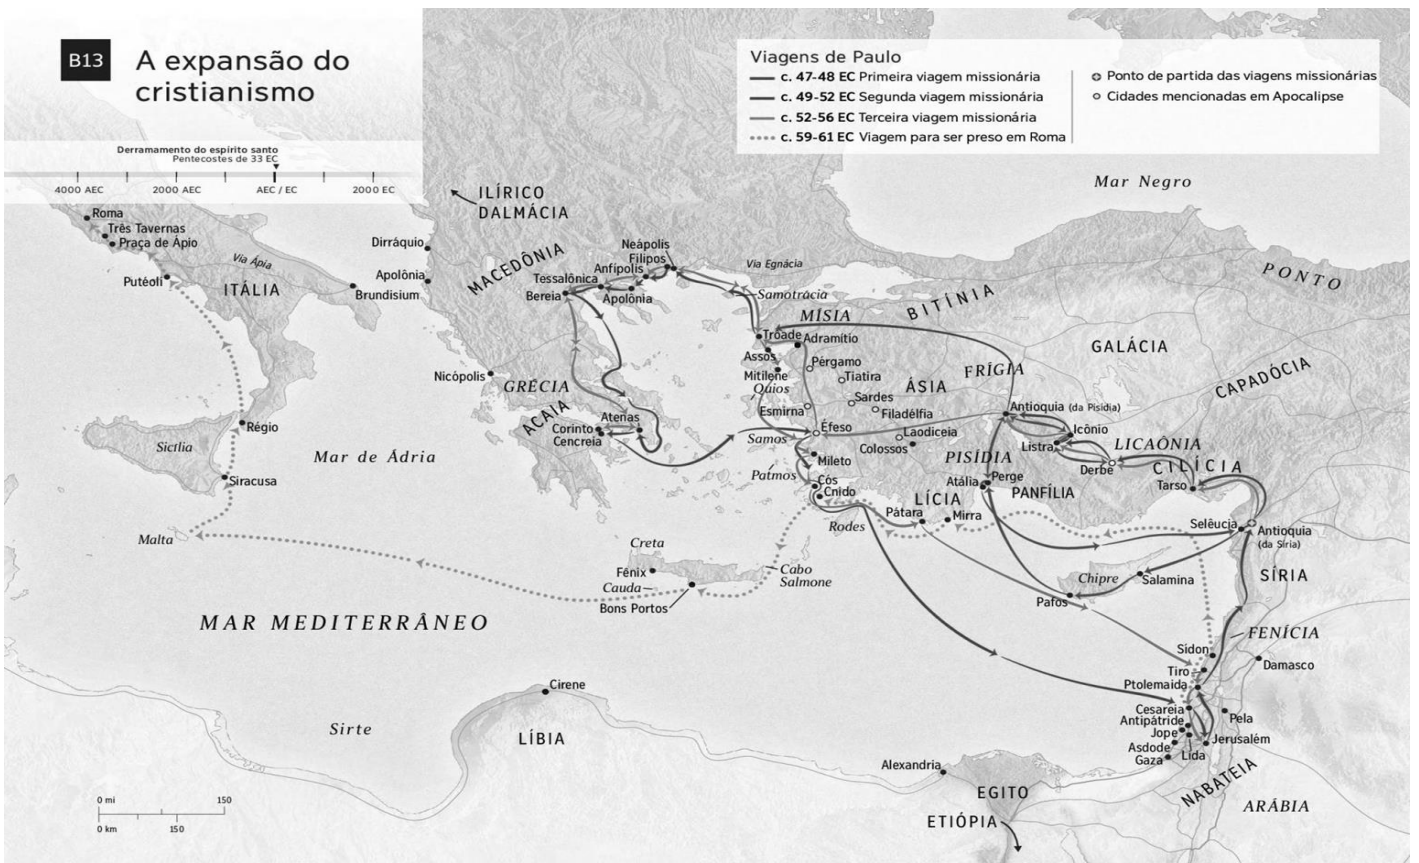 B13
A expansão do
cristianismo
Derramamento do espírito santo
Pentecostes de 33 EC
4000 AEC
2000 AEC
AEC / EC
2000 EC
Viagens de Paulo
c. 47-48 EC Primeira viagem missionária
c. 49-52 EC Segunda viagem missionária
c. 52-56 EC Terceira viagem missionária
c. 59-61 EC Viagem para ser preso em Roma
Ponto de partida das viagens missionárias
Cidades mencionadas em Apocalipse
Mar Negro
ILÍRICO
DALMÁCIA
Roma
Três Tavernas
Praça de Ápio
Via Ápia
Putéoli
ITÁLIA
Brundisium
Dirráquio
Apolônia
MACEDÔNIA
Neápolis
Filipos
Anfípolis
Tessalônica
Apolônia
Bereia
Via Egnácia
Samotrácia
PONTO
BITÍNIA
MÍSIA
Trôade
Adramítio
Assos
Pérgamo
Mitilene
Tiatira
Quios
ÁSIA
FRÍGIA
GALÁCIA
CAPADÓCIA
Nicópolis
GRÉCIA
ACAIA
Atenas
Corinto
Cencreia
Esmirna
Sardes
Filadélfia
Antioquia (da Pisídia)
Éfeso
Laodiceia
Colossos
Samos
Icônio
Listra
LICAÔNIA
Derbe
CILÍCIA
Tarso
PISÍDIA
Mileto
Patmos
Cós
Cnido
Perge
Atália
PANFÍLIA
LÍCIA
Pátara
Mirra
Rodes
Régio
Sicília
Siracusa
Mar de Ádria
Malta
Creta
Fênix
Cauda
Bons Portos
Cabo
Salmone
Selêucia
Antioquia
(da Síria)
SÍRIA
Chipre
Salamina
Pafos
MAR MEDITERRÂNEO
FENÍCIA
Sidon
Tiro
Damasco
Ptolemaida
Cesareia
Antipátride
Jope
Pela
Asdode
Jerusalém
Gaza
Lida
NABATEIA
ARÁBIA
Cirene
Sirte
LÍBIA
Alexandria
EGITO
ETIÓPIA
0 mi 150
0 km 150